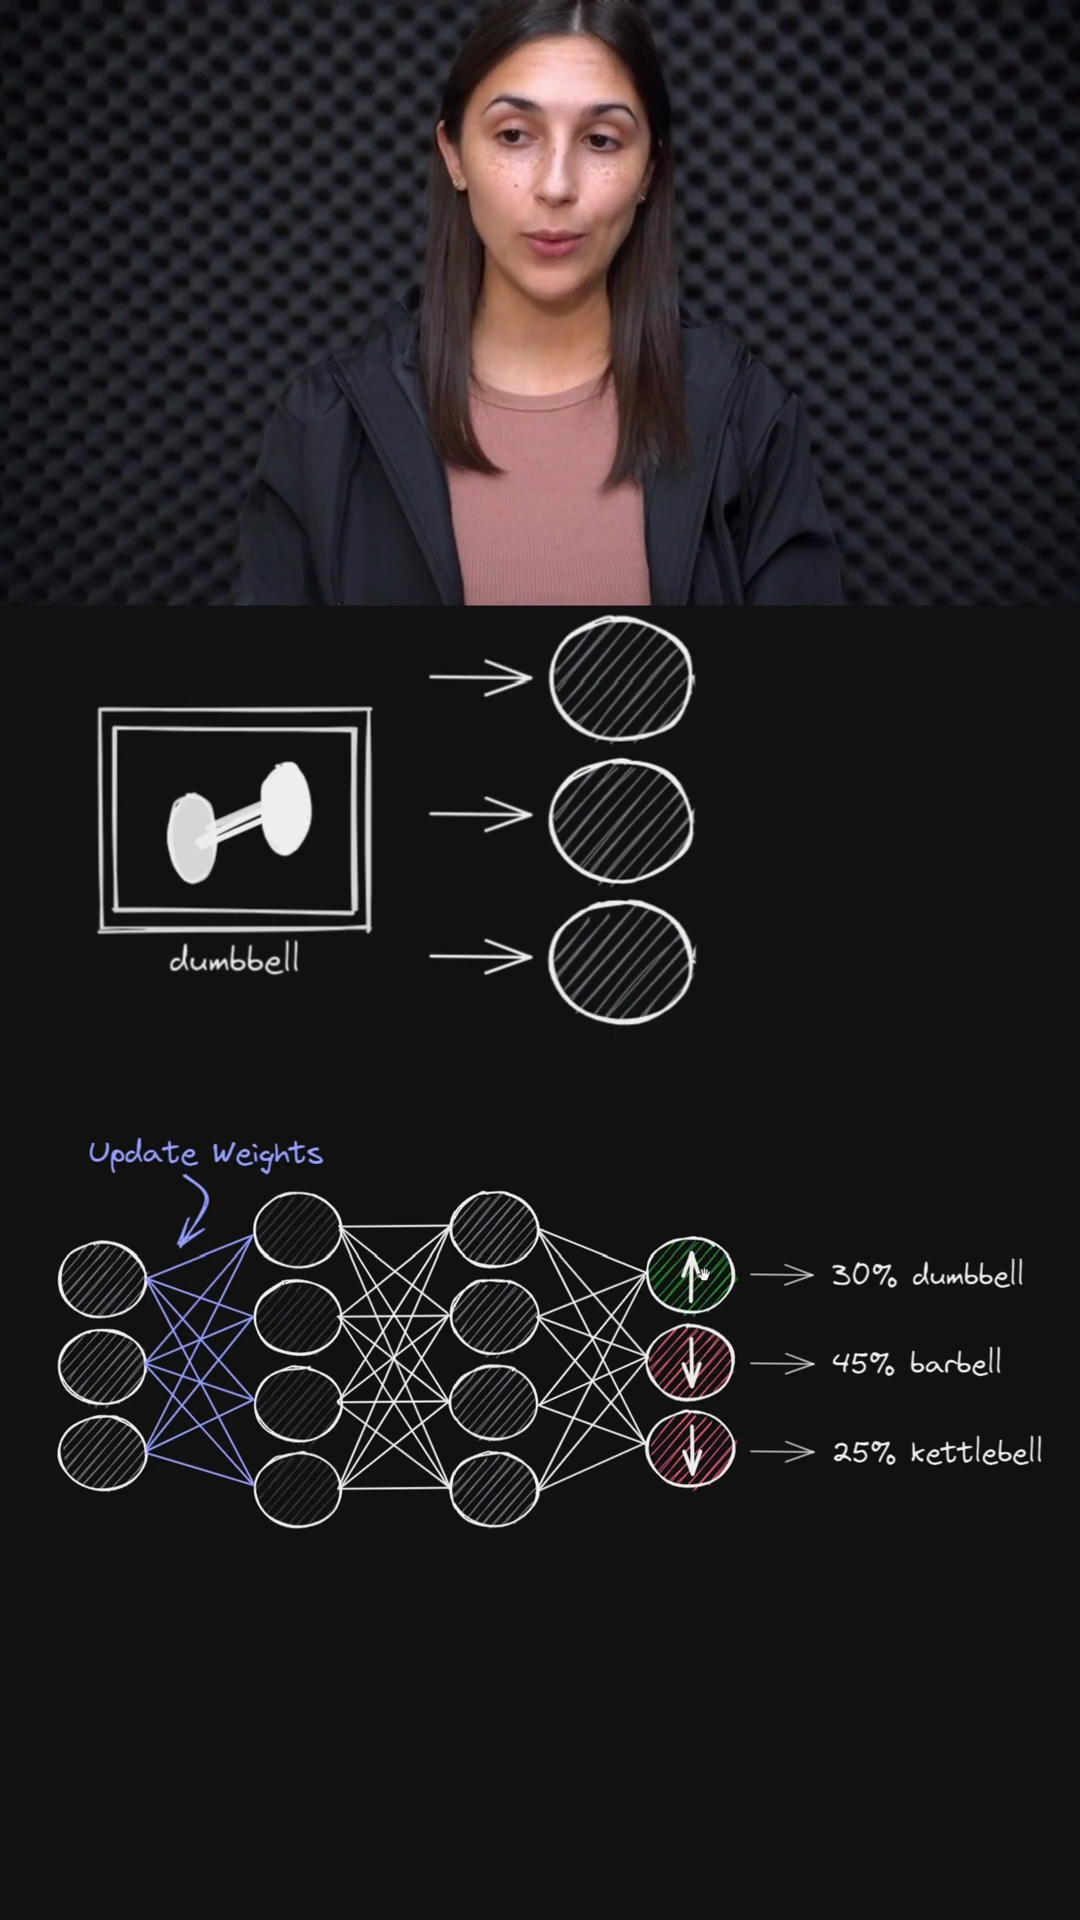 dumbbell
Update Weights
30% dumbbell
45% barbell
25% kettlebell